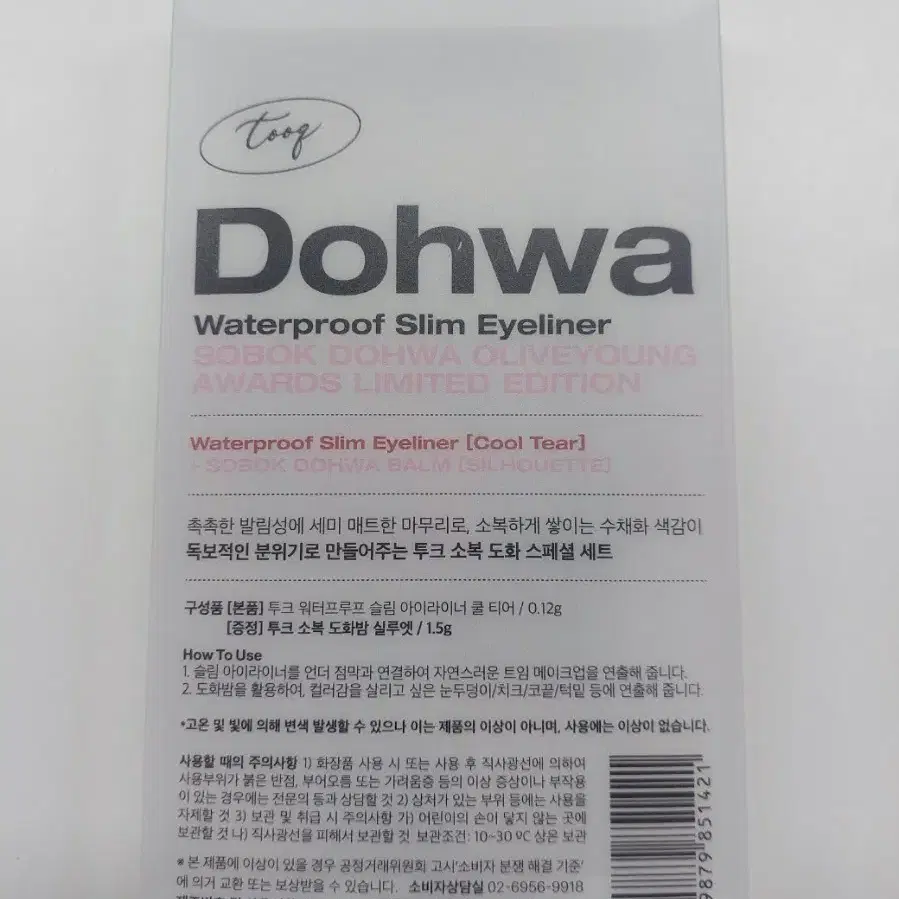 tooq
Dohwa
Waterproof Slim Eyeliner
SOBOK DOHWA OLIVEYOUNG
AWARDS LIMITED EDITION
Waterproof Slim Eyeliner [Cool Tear]
+ SOBOK DOHWA BALM [SILHOUETTE]
촉촉한 발림성에 세미 매트한 마무리로, 소복하게 쌓이는 수채화 색감이
독보적인 분위기로 만들어주는 투크 소복 도화 스페셜 세트
구성품 [본품] 투크 워터프루프 슬림 아이라이너 쿨 티어 / 0.12g
[증정] 투크 소복 도화밤 실루엣 / 1.5g
How To Use
1. 슬림 아이라이너를 언더 점막과 연결하여 자연스러운 트임 메이크업을 연출해 줍니다.
2. 도화밤을 활용하여, 컬러감을 살리고 싶은 눈두덩이/치크/코끝/턱밑 등에 연출해 줍니다.
*고온 및 빛에 의해 변색 발생할 수 있으나 이는 제품의 이상이 아니며, 사용에는 이상이 없습니다.
사용할 때의 주의사항 1) 화장품 사용 시 또는 사용 후 직사광선에 의하여
사용부위가 붉은 반점, 부어오름 또는 가려움증 등의 이상 증상이나 부작용
이 있는 경우에는 전문의 등과 상담할 것 2) 상처가 있는 부위 등에는 사용을
자제할 것 3) 보관 및 취급 시 주의사항 가) 어린이의 손이 닿지 않는 곳에
보관할 것 나) 직사광선을 피해서 보관할 것 보관조건: 10~30 ºC 상온 보관
※ 본 제품에 이상이 있을 경우 공정거래위원회 고시'소비자 분쟁 해결 기준'
에 의거 교환 또는 보상받을 수 있습니다. 소비자상담실 02-6956-9918
9879851421